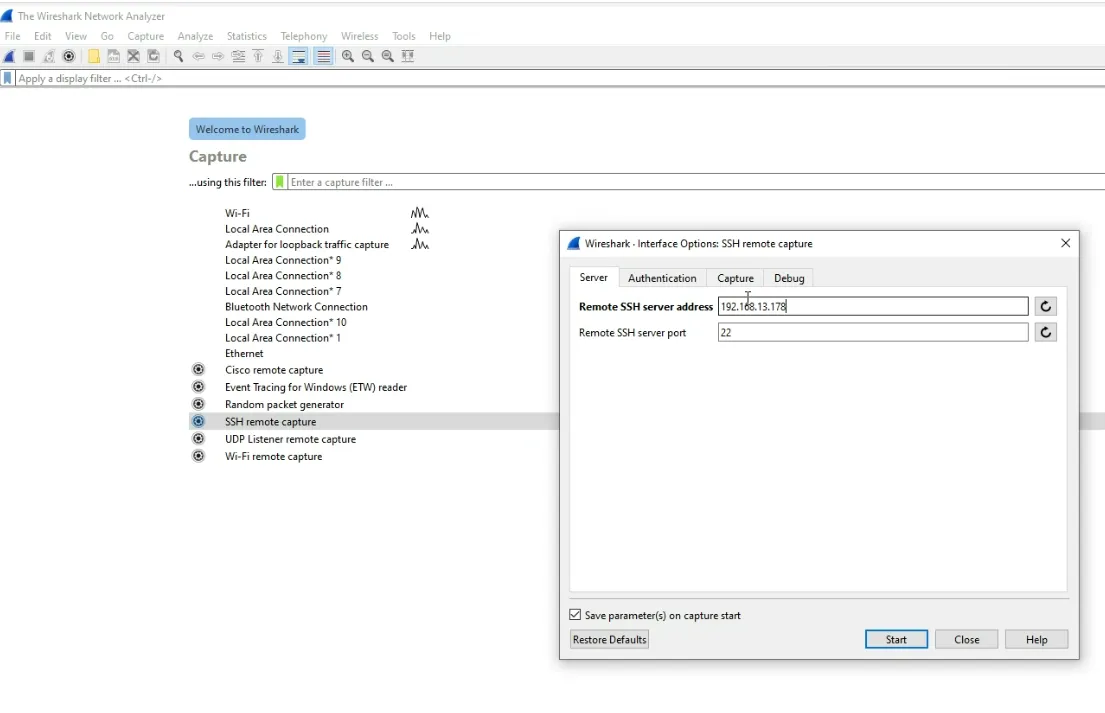 The Wireshark Network Analyzer
File Edit View Go Capture Analyze Statistics Telephony Wireless Tools Help
Apply a display filter ... <Ctrl-/>
Welcome to Wireshark
Capture
...using this filter: Enter a capture filter ...
Wi-Fi
Local Area Connection
Adapter for loopback traffic capture
Local Area Connection* 9
Local Area Connection* 8
Local Area Connection* 7
Bluetooth Network Connection
Local Area Connection* 10
Local Area Connection* 1
Ethernet
Cisco remote capture
Event Tracing for Windows (ETW) reader
Random packet generator
SSH remote capture
UDP Listener remote capture
Wi-Fi remote capture
Wireshark · Interface Options: SSH remote capture
Server Authentication Capture Debug
Remote SSH server address 192.168.13.178
Remote SSH server port 22
Save parameter(s) on capture start
Restore Defaults Start Close Help